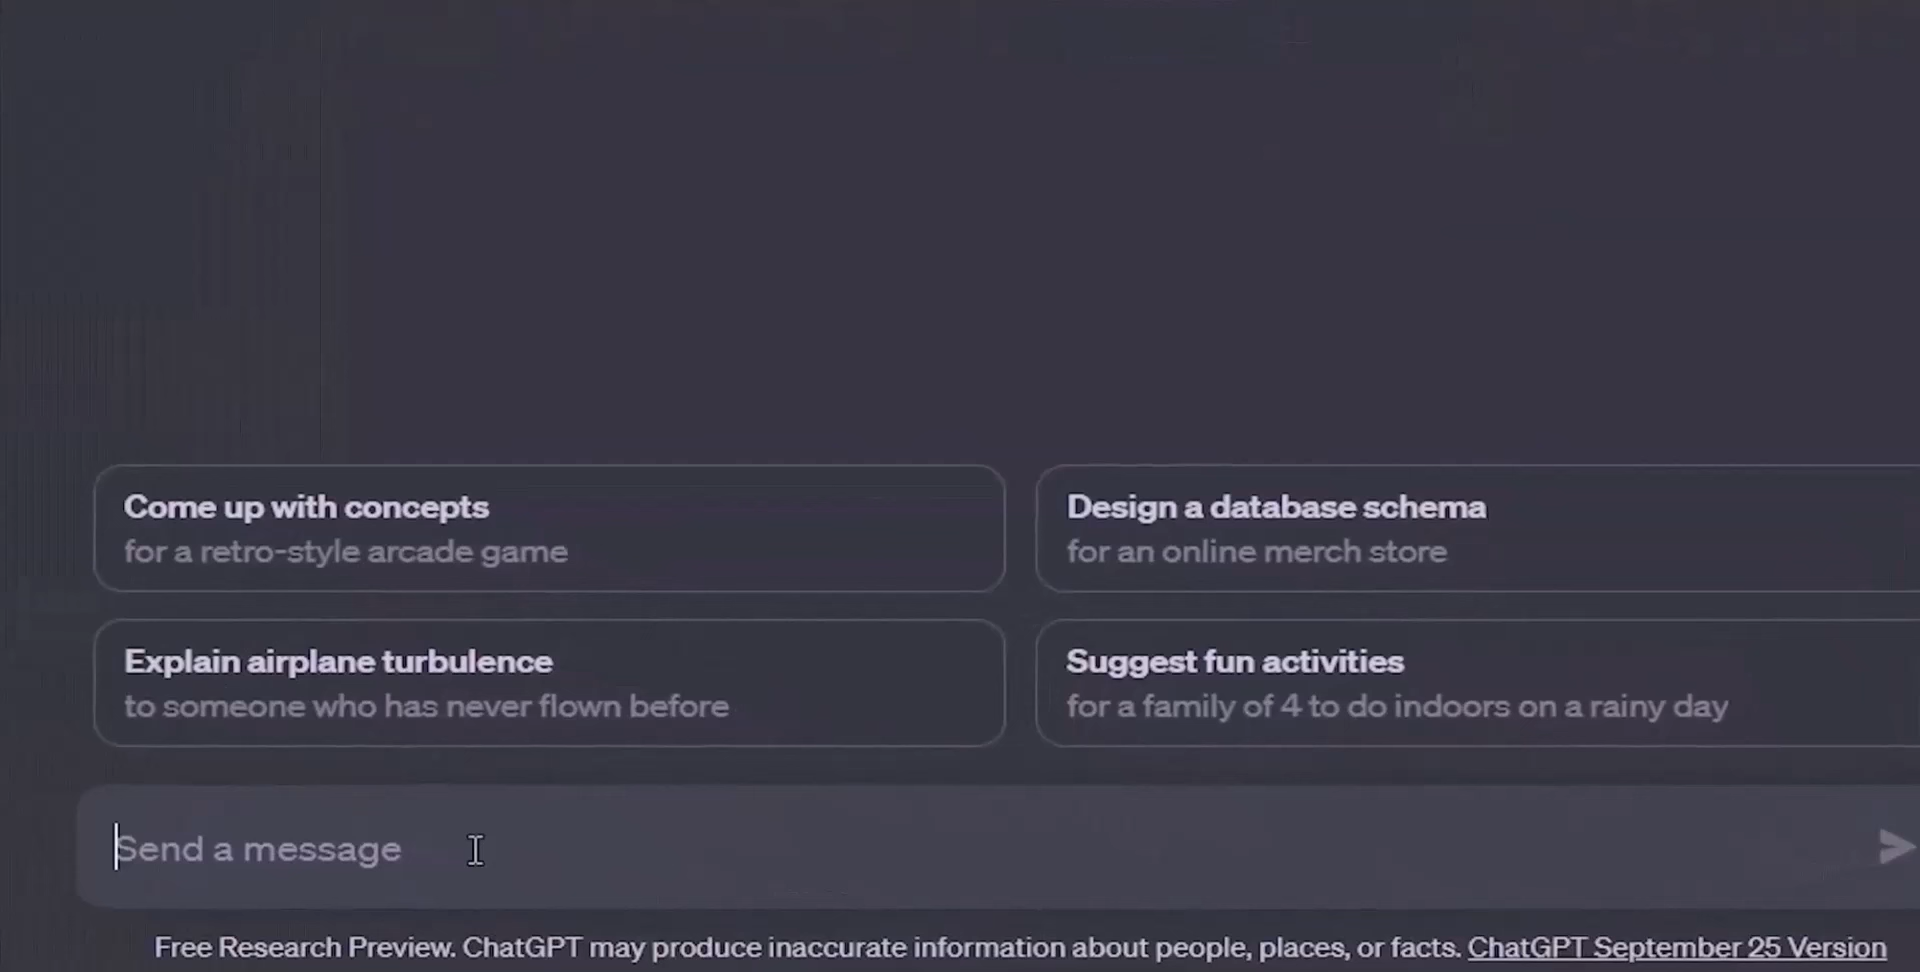 Come up with concepts
for a retro-style arcade game
Design a database schema
for an online merch store
Explain airplane turbulence
to someone who has never flown before
Suggest fun activities
for a family of 4 to do indoors on a rainy day
Send a message
Free Research Preview. ChatGPT may produce inaccurate information about people, places, or facts. ChatGPT September 25 Version